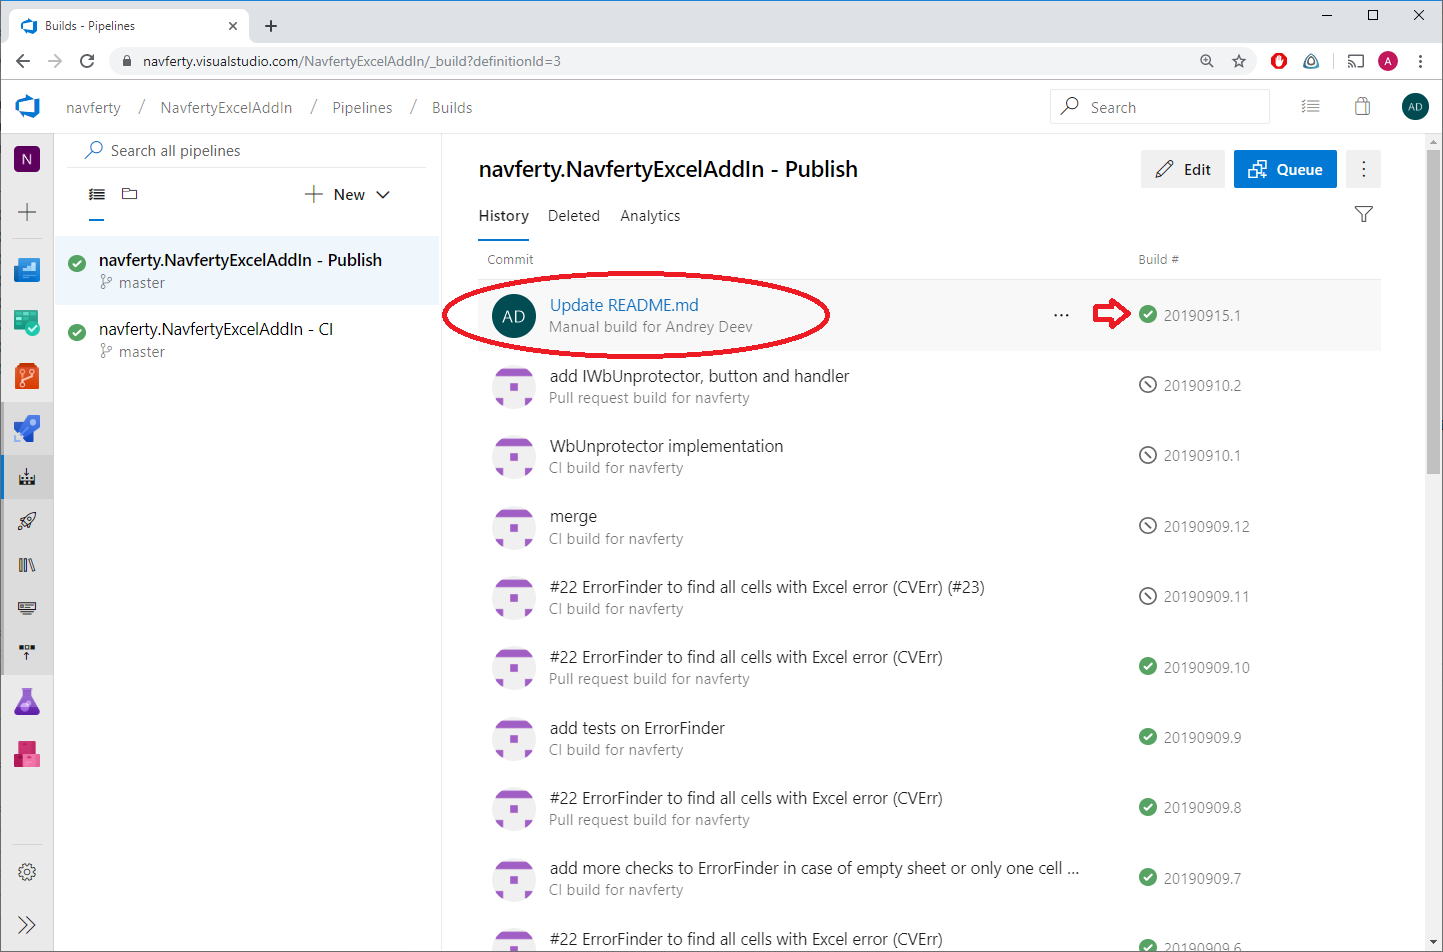 Builds - Pipelines
navferty.visualstudio.com/NavfertyExcelAddIn/_build?definitionId=3
A
navferty / NavfertyExcelAddIn / Pipelines / Builds
Search
AD
N
Search all pipelines
New
navferty.NavfertyExcelAddIn - Publish
master
navferty.NavfertyExcelAddIn - CI
master
navferty.NavfertyExcelAddIn - Publish
Edit
Queue
History
Deleted
Analytics
Commit
Build #
AD
Update README.md
Manual build for Andrey Deev
...
20190915.1
add IWbUnprotector, button and handler
Pull request build for navferty
20190910.2
WbUnprotector implementation
CI build for navferty
20190910.1
merge
CI build for navferty
20190909.12
#22 ErrorFinder to find all cells with Excel error (CVErr) (#23)
CI build for navferty
20190909.11
#22 ErrorFinder to find all cells with Excel error (CVErr)
Pull request build for navferty
20190909.10
add tests on ErrorFinder
CI build for navferty
20190909.9
#22 ErrorFinder to find all cells with Excel error (CVErr)
Pull request build for navferty
20190909.8
add more checks to ErrorFinder in case of empty sheet or only one cell ...
CI build for navferty
20190909.7
#22 ErrorFinder to find all cells with Excel error (CVErr)
20190909.6